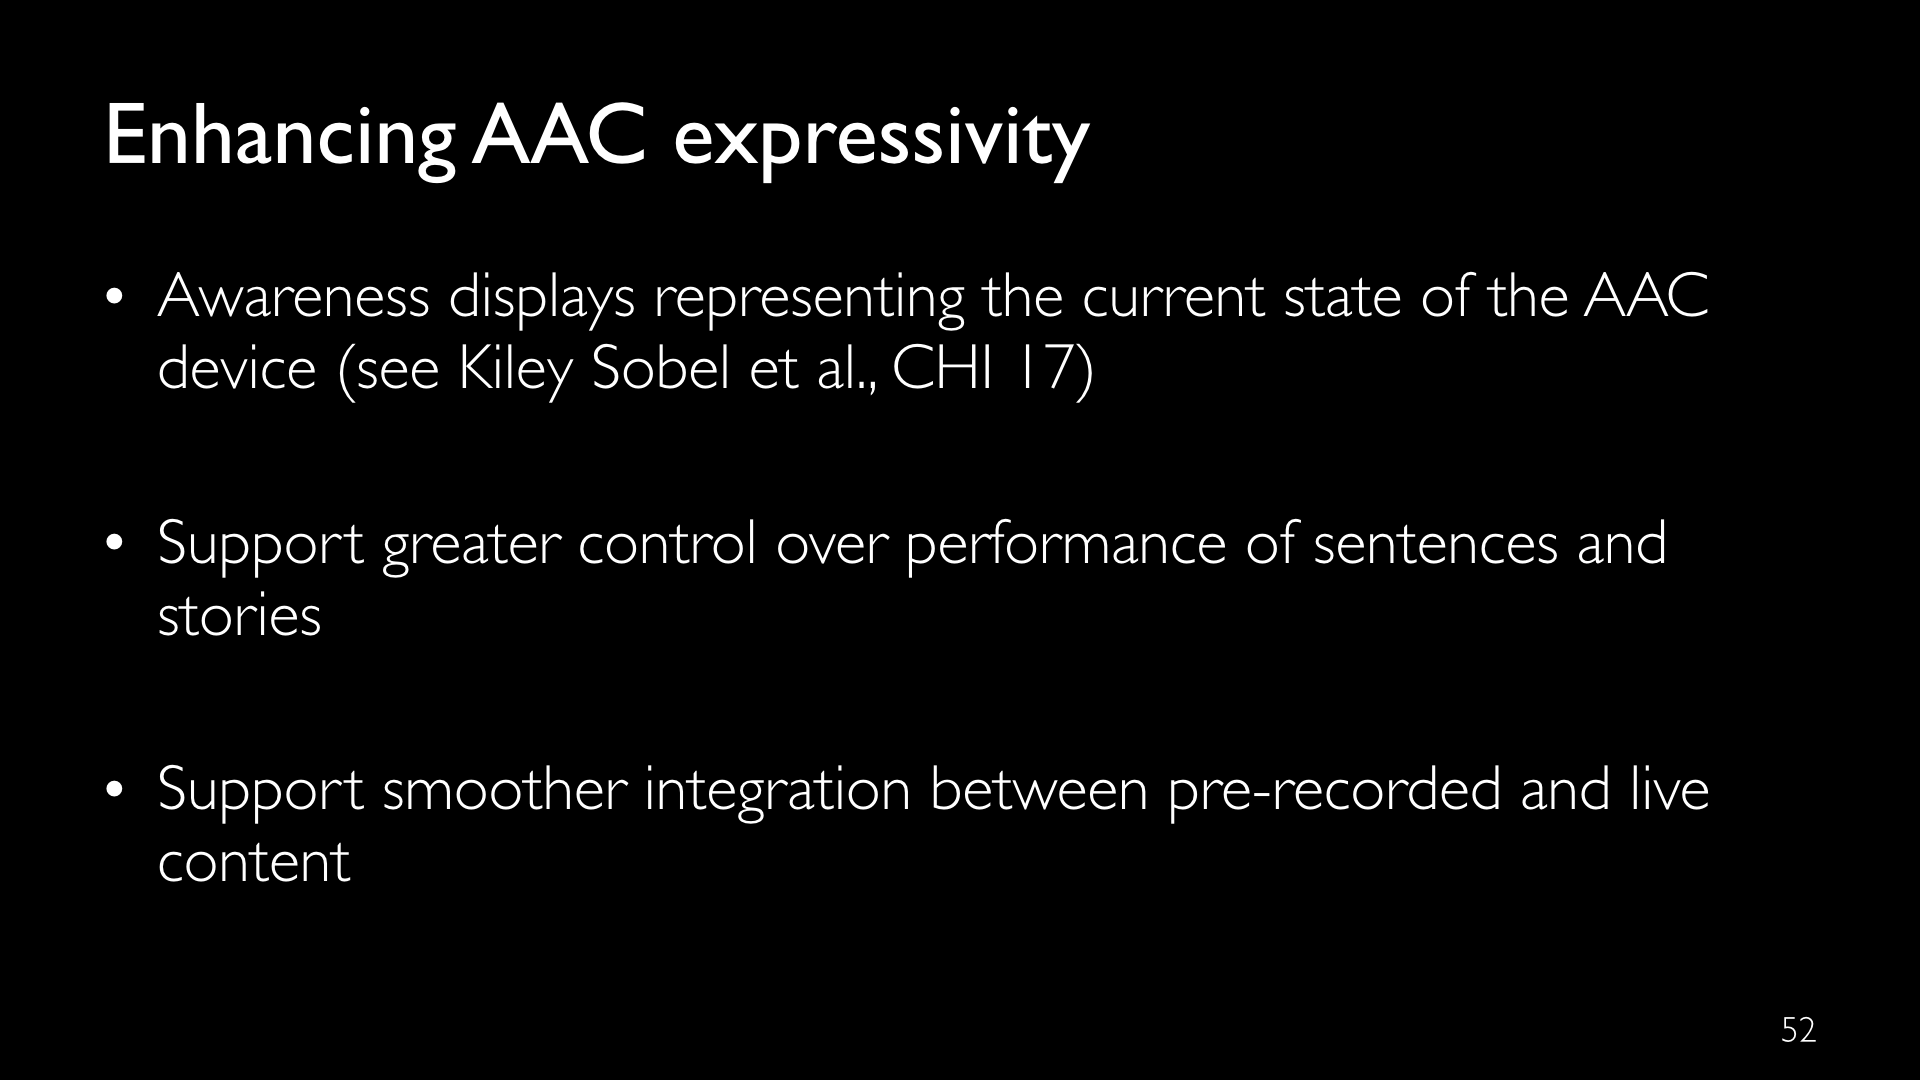 Enhancing AAC expressivity
• Awareness displays representing the current state of the AAC
device (see Kiley Sobel et al., CHI 17)
• Support greater control over performance of sentences and
stories
• Support smoother integration between pre-recorded and live
content
52